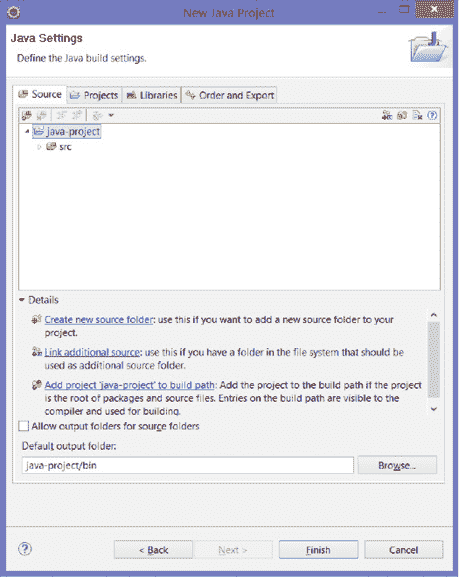 New Java Project
Java Settings
Define the Java build settings.
Source Projects Libraries Order and Export
java-project
src
Details
Create new source folder: use this if you want to add a new source folder to your
project.
Link additional source: use this if you have a folder in the file system that should be
used as additional source folder.
Add project 'java-project' to build path: Add the project to the build path if the project
is the root of packages and source files. Entries on the build path are visible to the
compiler and used for building.
Allow output folders for source folders
Default output folder:
java-project/bin
Browse...
< Back Next > Finish Cancel